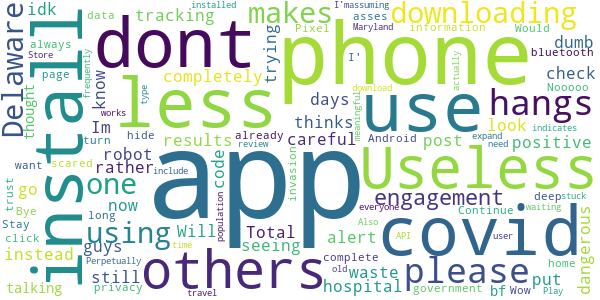 idk
data
tracking
installed
makes
Store
I'massuming
Pixel
asses
Maryland
downloading
information
Would
bluetooth
dumb
Delaware
always
page
frequently
completely
trying
dont
phone
I'
Nooooo
check
install
know
less
days
use
hangs
actually
type
works
thought
Im
hide
results
already
thinks
careful
look
Android
post
positive
expand
indicates
need
turn
review
meaningful
download
robot
scared
want
include
rather
code
invasion
app
Useless
go
one
engagement
deep
stuck
trust
Bye
Stay
now
population
everyone
Continue
waiting
long
using
Will
Total
seeing
covid
Also
API
user
dangerous
click
guys
alert
complete
please
home
instead
Perpetually
time
others
old
waste
put
talking
still
privacy
hospital
government
bf
Wow
Play
travel